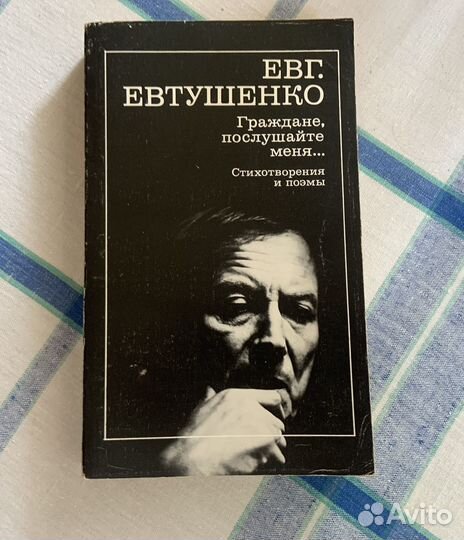 ЕВГ.
ЕВТУШЕНКО
Граждане,
послушайте
меня...
Стихотворения
и поэмы
Avito